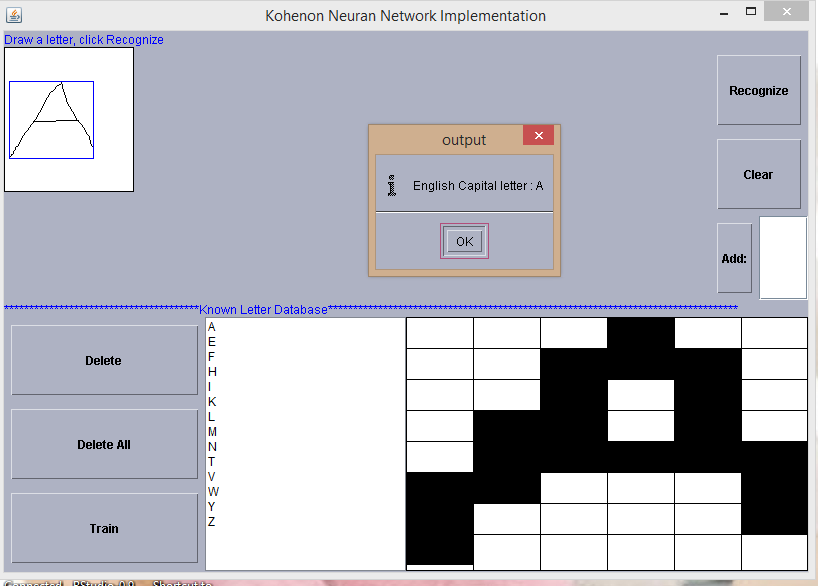 Kohenon Neuran Network Implementation
Draw a letter, click Recognize
Recognize
output
English Capital letter : A
Clear
OK
Add:
***************************************Known Letter Database**********************************************************************************
Delete
A
E
F
H
I
K
L
M
N
T
V
W
Y
Z
Delete All
Train